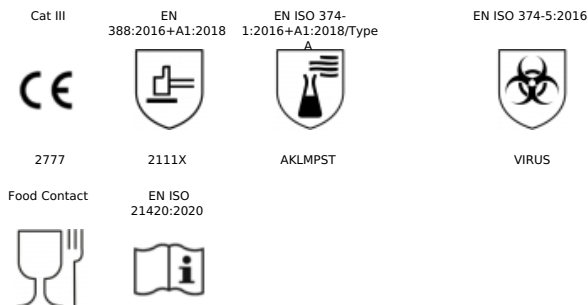 Cat III
EN
388:2016+A1:2018
EN ISO 374-
1:2016+A1:2018/Type
A
EN ISO 374-5:2016
CE
2777
2111X
AKLMPST
VIRUS
Food Contact
EN ISO
21420:2020
i